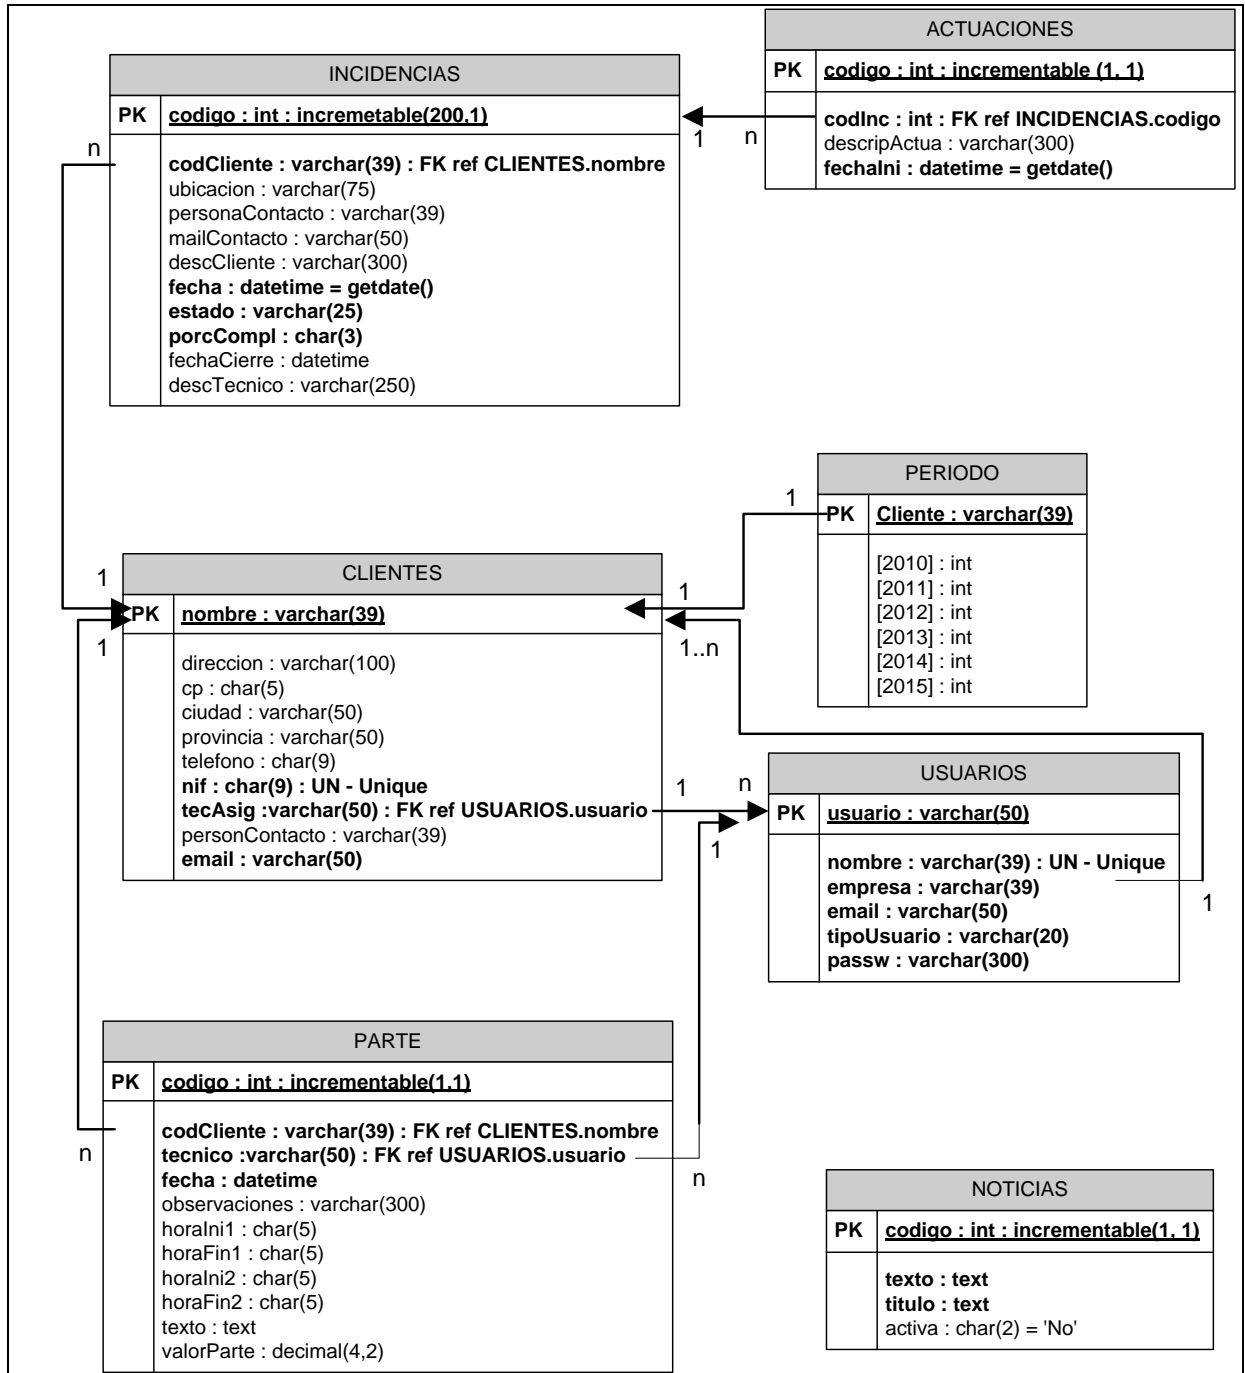 ACTUACIONES
PK codigo : int : incrementable (1, 1)
codInc : int : FK ref INCIDENCIAS.codigo
descripActua : varchar(300)
fechaIni : datetime = getdate()
INCIDENCIAS
PK codigo : int : incremetable(200,1)
codCliente : varchar(39) : FK ref CLIENTES.nombre
ubicacion : varchar(75)
personaContacto : varchar(39)
mailContacto : varchar(50)
descCliente : varchar(300)
fecha : datetime = getdate()
estado : varchar(25)
porcCompl : char(3)
fechaCierre : datetime
descTecnico : varchar(250)
1
n
n
PERIODO
PK Cliente : varchar(39)
[2010] : int
[2011] : int
[2012] : int
[2013] : int
[2014] : int
[2015] : int
1
CLIENTES
PK nombre : varchar(39)
direccion : varchar(100)
cp : char(5)
ciudad : varchar(50)
provincia : varchar(50)
telefono : char(9)
nif : char(9) : UN - Unique
tecAsig :varchar(50) : FK ref USUARIOS.usuario
personContacto : varchar(39)
email : varchar(50)
1
1
1
1..n
1
n
1
USUARIOS
PK usuario : varchar(50)
nombre : varchar(39) : UN - Unique
empresa : varchar(39)
email : varchar(50)
tipoUsuario : varchar(20)
passw : varchar(300)
1
PARTE
PK codigo : int : incrementable(1,1)
codCliente : varchar(39) : FK ref CLIENTES.nombre
tecnico :varchar(50) : FK ref USUARIOS.usuario
fecha : datetime
observaciones : varchar(300)
horaIni1 : char(5)
horaFin1 : char(5)
horaIni2 : char(5)
horaFin2 : char(5)
texto : text
valorParte : decimal(4,2)
n
n
NOTICIAS
PK codigo : int : incrementable(1, 1)
texto : text
titulo : text
activa : char(2) = 'No'